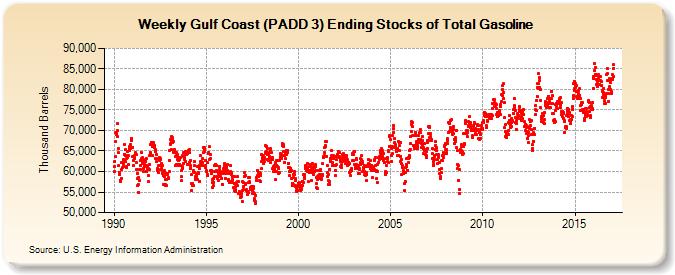 Weekly Gulf Coast (PADD 3) Ending Stocks of Total Gasoline
Thousand Barrels
90,000
85,000
80,000
75,000
70,000
65,000
60,000
55,000
50,000
1990 1995 2000 2005 2010 2015
Source: U.S. Energy Information Administration